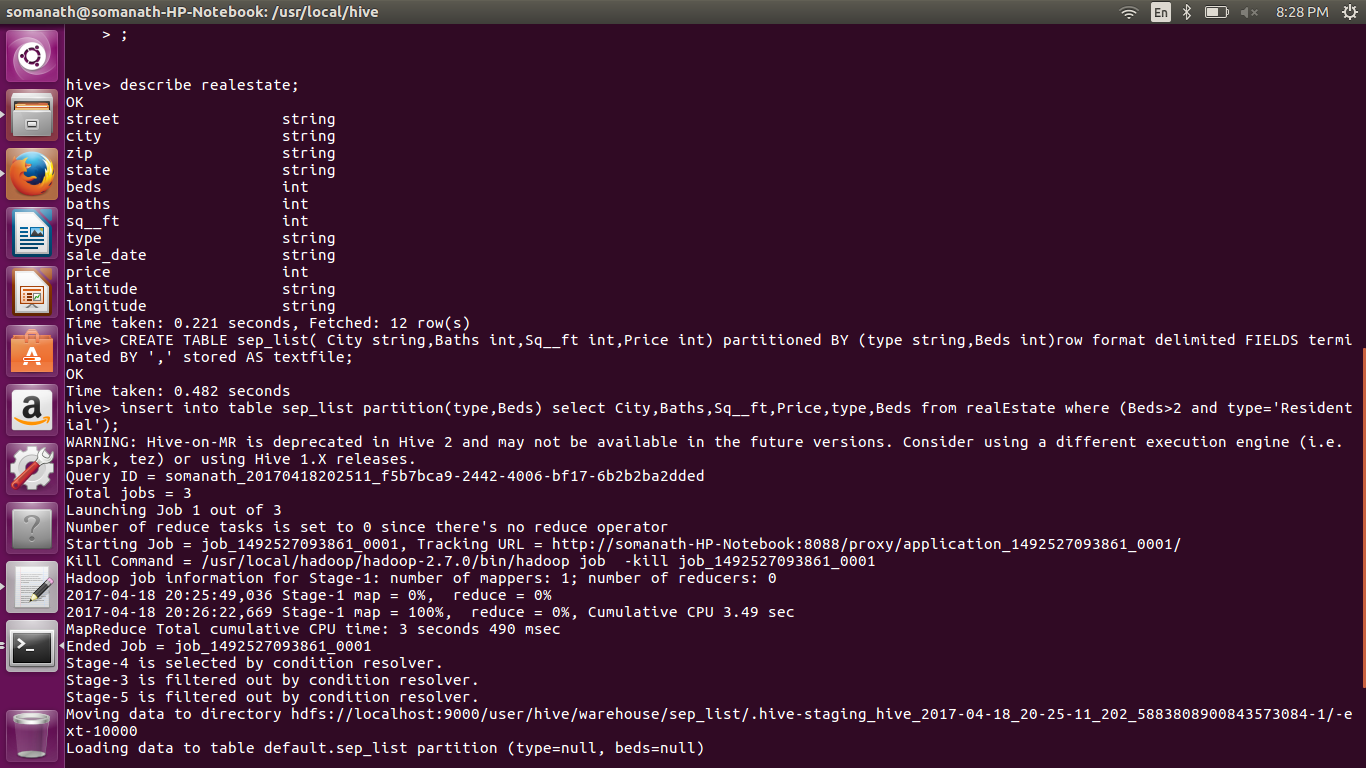 somanath@somanath-HP-Notebook: /usr/local/hive
En
8:28 PM
> ;
hive> describe realestate;
OK
street string
city string
zip string
state string
beds int
baths int
sq__ft int
type string
sale_date string
price int
latitude string
longitude string
Time taken: 0.221 seconds, Fetched: 12 row(s)
hive> CREATE TABLE sep_list( City string,Baths int,Sq__ft int,Price int) partitioned BY (type string,Beds int)row format delimited FIELDS termi
nated BY ',' stored AS textfile;
OK
Time taken: 0.482 seconds
hive> insert into table sep_list partition(type,Beds) select City,Baths,Sq__ft,Price,type,Beds from realEstate where (Beds>2 and type='Resident
ial');
WARNING: Hive-on-MR is deprecated in Hive 2 and may not be available in the future versions. Consider using a different execution engine (i.e.
spark, tez) or using Hive 1.X releases.
Query ID = somanath_20170418202511_f5b7bca9-2442-4006-bf17-6b2b2ba2dded
Total jobs = 3
Launching Job 1 out of 3
Number of reduce tasks is set to 0 since there's no reduce operator
Starting Job = job_1492527093861_0001, Tracking URL = http://somanath-HP-Notebook:8088/proxy/application_1492527093861_0001/
Kill Command = /usr/local/hadoop/hadoop-2.7.0/bin/hadoop job  -kill job_1492527093861_0001
Hadoop job information for Stage-1: number of mappers: 1; number of reducers: 0
2017-04-18 20:25:49,036 Stage-1 map = 0%,  reduce = 0%
2017-04-18 20:26:22,669 Stage-1 map = 100%,  reduce = 0%, Cumulative CPU 3.49 sec
MapReduce Total cumulative CPU time: 3 seconds 490 msec
Ended Job = job_1492527093861_0001
Stage-4 is selected by condition resolver.
Stage-3 is filtered out by condition resolver.
Stage-5 is filtered out by condition resolver.
Moving data to directory hdfs://localhost:9000/user/hive/warehouse/sep_list/.hive-staging_hive_2017-04-18_20-25-11_202_5883808900843573084-1/-e
xt-10000
Loading data to table default.sep_list partition (type=null, beds=null)